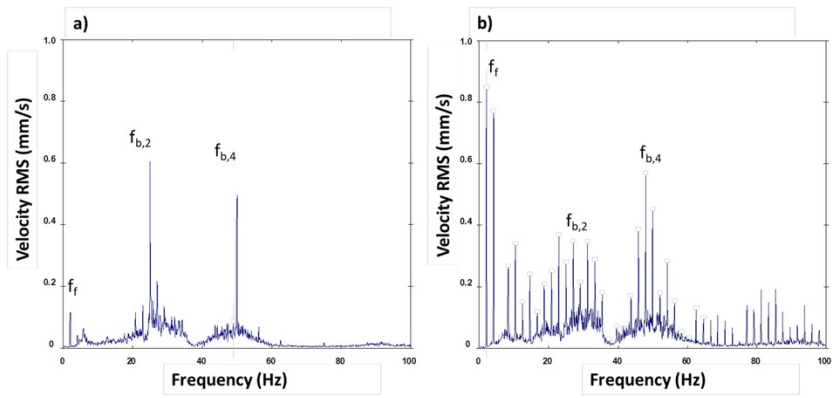 a)
1.0
0.8
0.6
0.4
0.2
0
f_f
f_b,2
f_b,4
0 20 40 60 80 100
Velocity RMS (mm/s)
Frequency (Hz)
b)
1.0
0.8
0.6
0.4
0.2
0
f_f
f_b,2
f_b,4
0 20 40 60 80 100
Velocity RMS (mm/s)
Frequency (Hz)